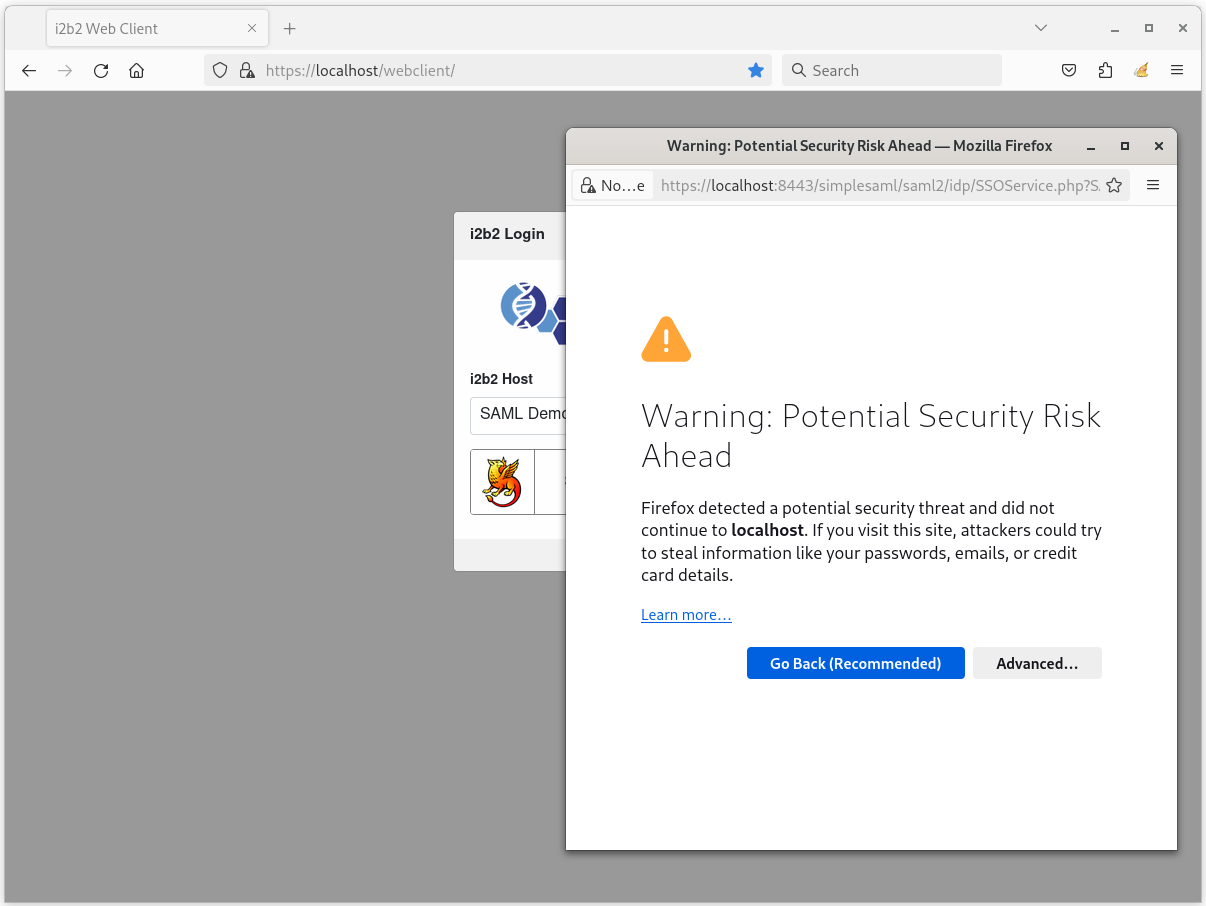 i2b2 Web Client
https://localhost/webclient/
Search
Warning: Potential Security Risk Ahead — Mozilla Firefox
No…e
https://localhost:8443/simplesaml/saml2/idp/SSOService.php?S
i2b2 Login
i2b2 Host
SAML Demo
Warning: Potential Security Risk
Ahead
Firefox detected a potential security threat and did not
continue to localhost. If you visit this site, attackers could try
to steal information like your passwords, emails, or credit
card details.
Learn more…
Go Back (Recommended)
Advanced…